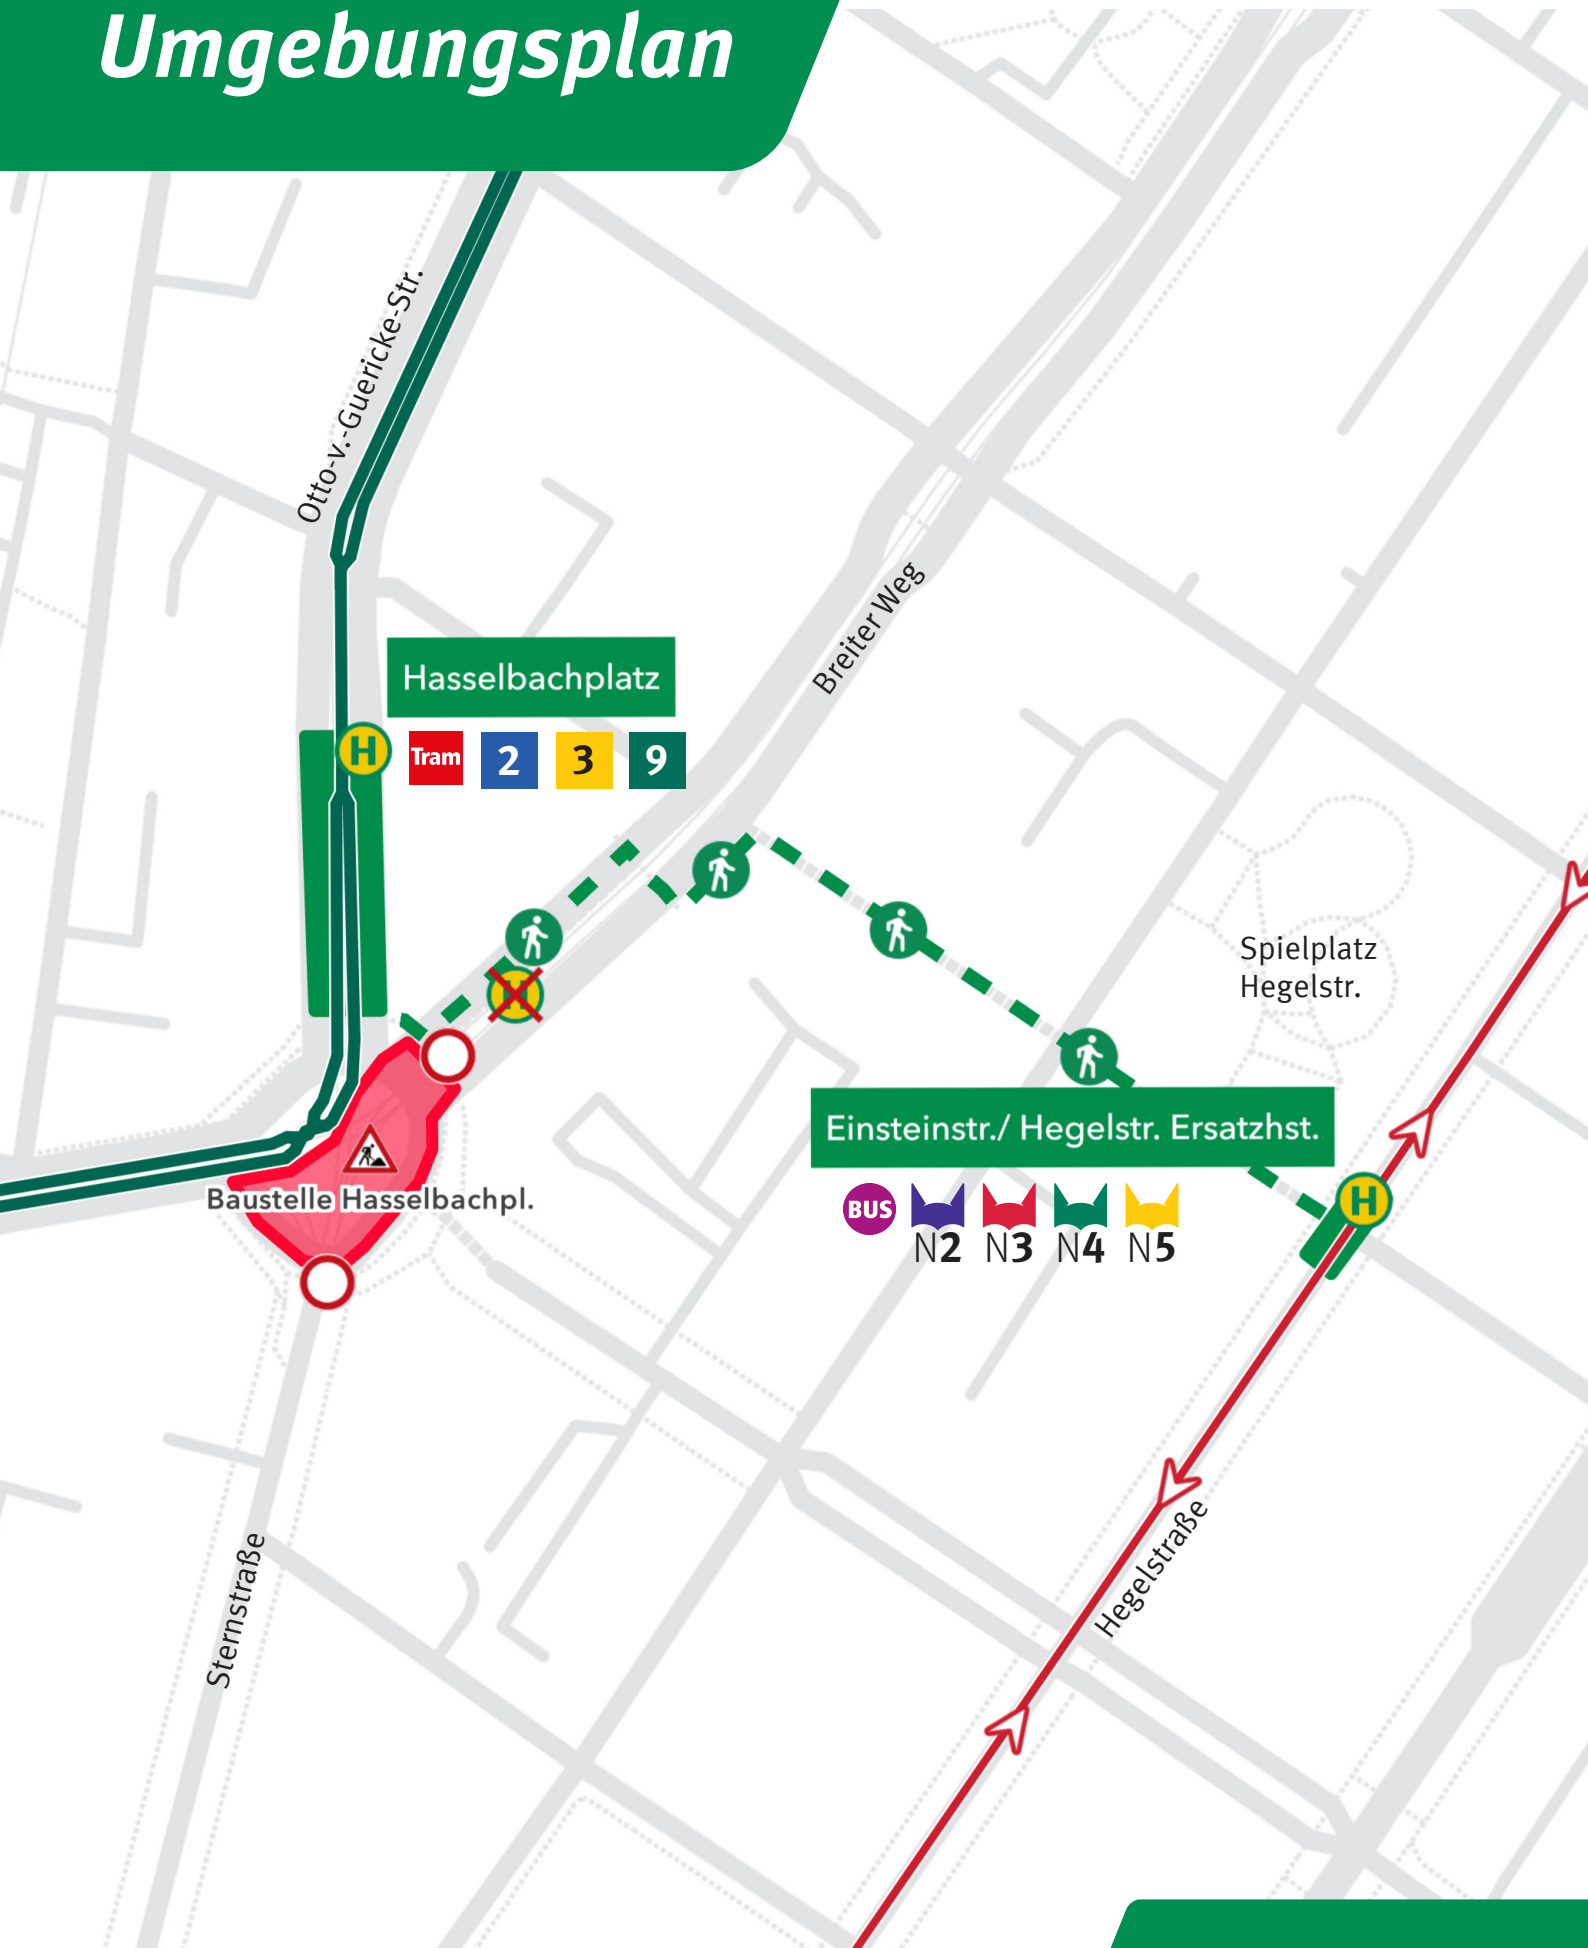 Umgebungsplan
Otto-v.-Guericke-Str.
Breiter Weg
Hasselbachplatz
H Tram 2 3 9
H
Spielplatz
Hegelstr.
Einsteinstr./ Hegelstr. Ersatzhst.
H
BUS
N2 N3 N4 N5
Baustelle Hasselbachpl.
Hegelstraße
Sternstraße